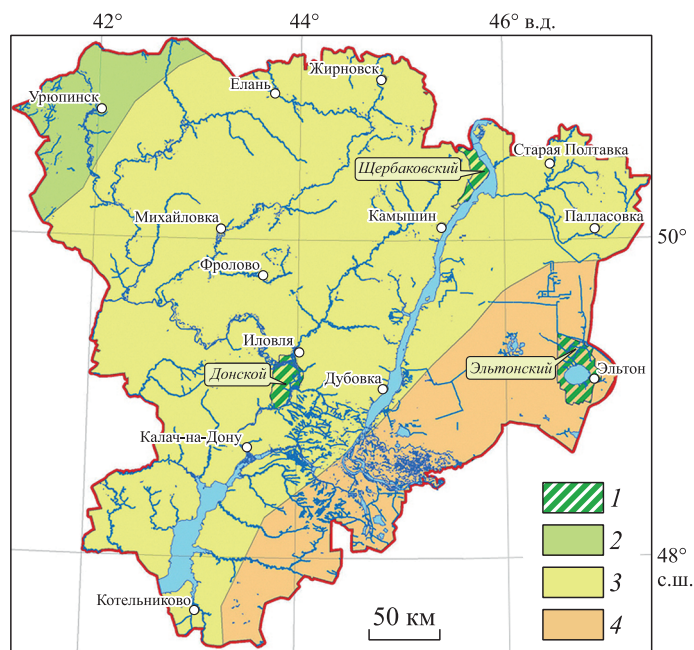 42°
44°
46° в.д.
Жирновск
Елань
Урюпинск
Старая Полтавка
Щербаковский
Камышин
Палласовка
Михайловка
50°
Фролово
Иловля
Донской
Эльтонский
Эльтон
Дубовка
Калач-на-Дону
1
2
3
48°
с.ш.
Котельниково
50 км
4